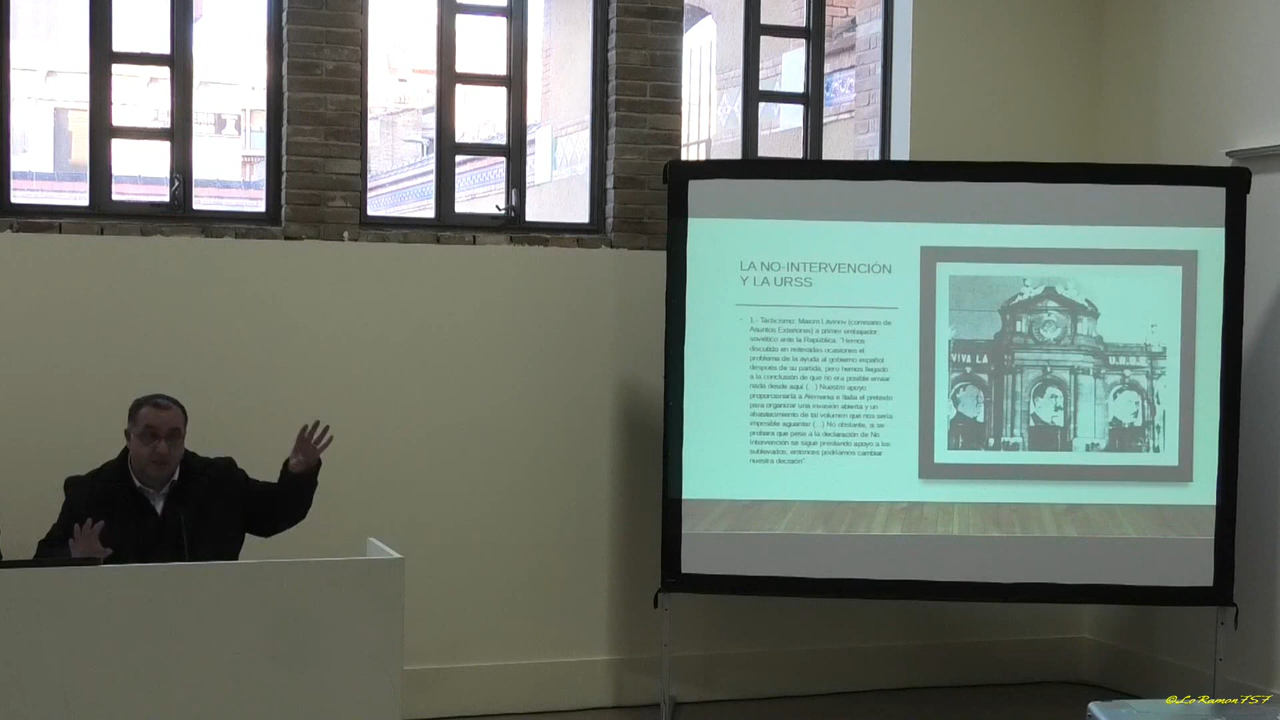 LA NO-INTERVENCIÓN
Y LA URSS
1.- Tacticismo: Maxim Litvinov (comisario de
Asuntos Exteriores) a primer embajador
soviético ante la República: "Hemos
discutido en reiteradas ocasiones el
problema de la ayuda al gobierno español
después de su partida, pero hemos llegado
a la conclusión de que no era posible enviar
nada desde aquí (...) Nuestro apoyo
proporcionaría a Alemania e Italia el pretexto
para organizar una invasión abierta y un
abastecimiento de tal volumen que nos sería
imposible aguantar (...) No obstante, si se
probara que pese a la declaración de No
Intervención se sigue prestando apoyo a los
sublevados, entonces podríamos cambiar
nuestra decisión"
VIVA LA U.R.S.S.
@LoRamon757